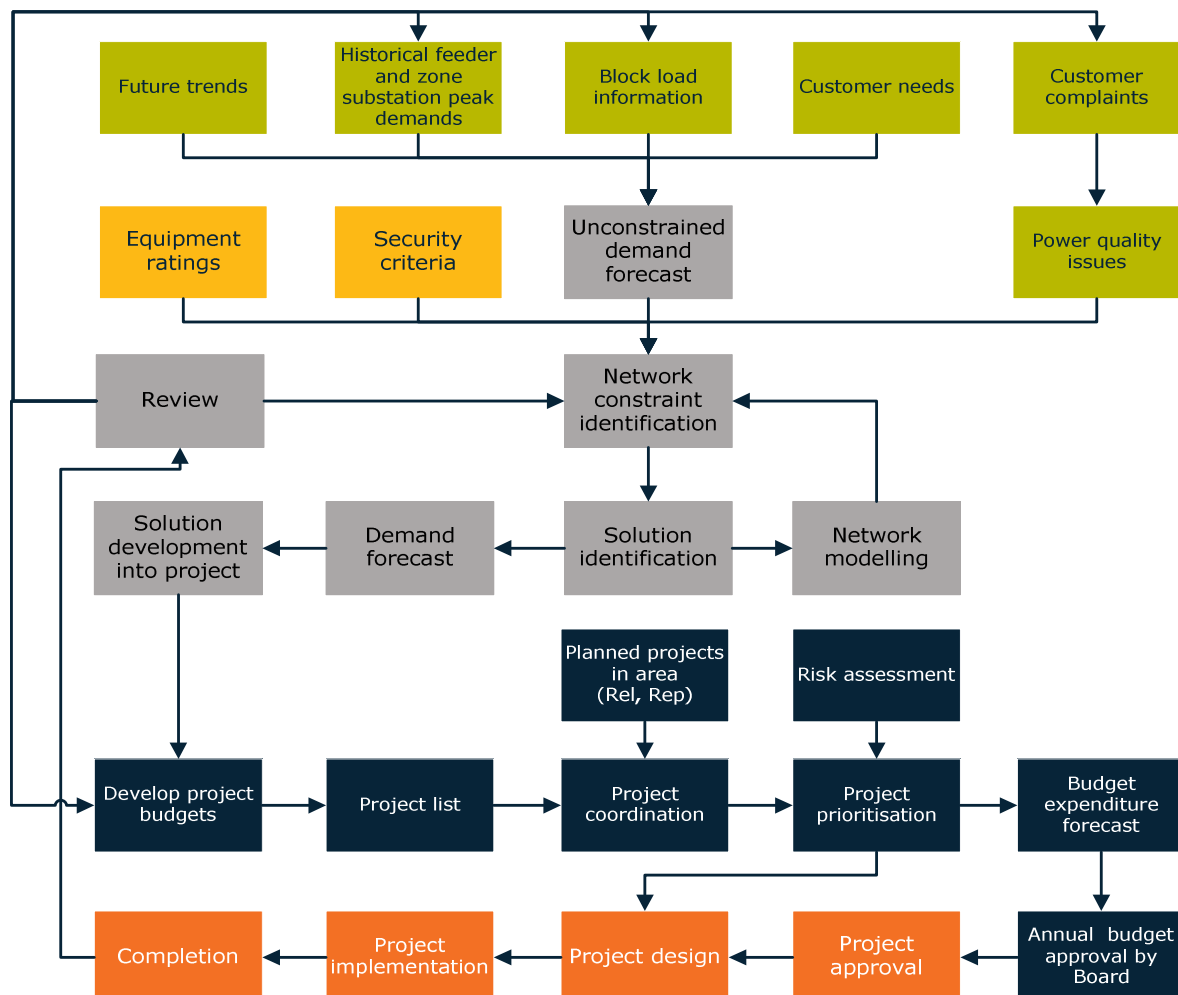 Future trends
Historical feeder
and zone
substation peak
demands
Block load
information
Customer needs
Customer
complaints
Equipment
ratings
Security
criteria
Unconstrained
demand
forecast
Power quality
issues
Review
Network
constraint
identification
Solution
development
into project
Demand
forecast
Solution
identification
Network
modelling
Planned projects
in area
(Rel, Rep)
Risk assessment
Develop project
budgets
Project list
Project
coordination
Project
prioritisation
Budget
expenditure
forecast
Completion
Project
implementation
Project design
Project
approval
Annual budget
approval by
Board